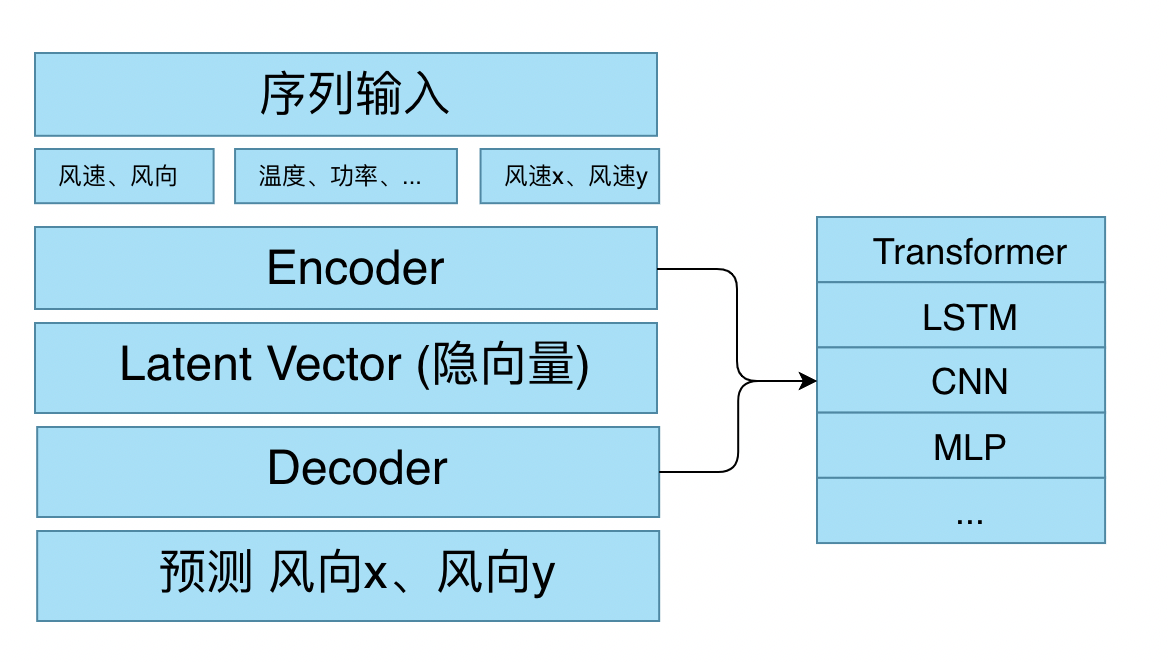 序列输入
风速、风向
温度、功率、...
风速x、风速y
Encoder
Latent Vector (隐向量)
Decoder
预测 风向x、风向y
Transformer
LSTM
CNN
MLP
...